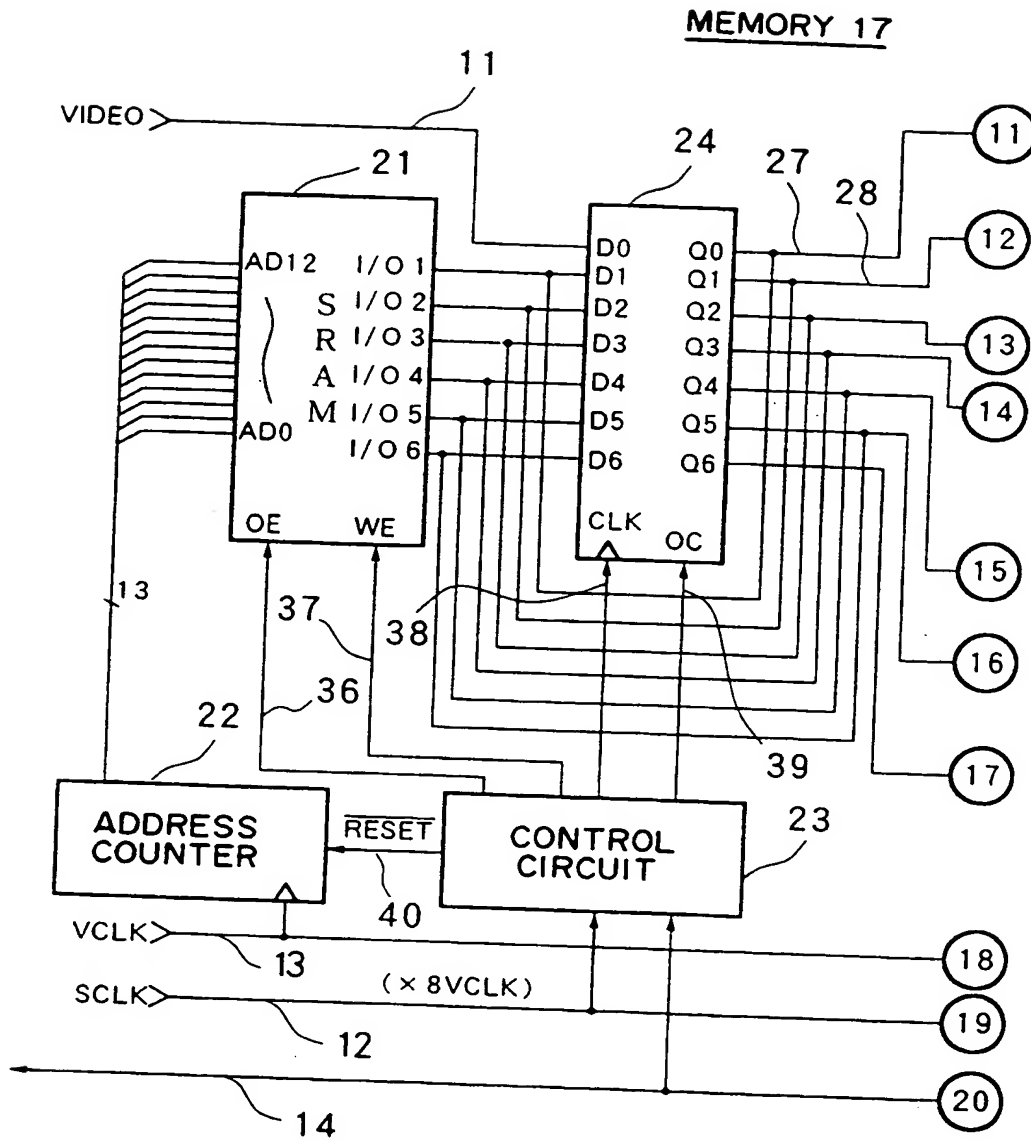 MEMORY 17
11
VIDEO
11
21
24
27
28
12
AD12
I/O 1
D0
Q0
I/O 2
D1
Q1
I/O 3
D2
Q2
13
I/O 4
D3
Q3
I/O 5
D4
Q4
14
I/O 6
D5
Q5
AD0
D6
Q6
SRAM
OE
WE
CLK
OC
15
13
37
38
16
36
39
22
17
ADDRESS
COUNTER
RESET
CONTROL
CIRCUIT
23
40
VCLK
13
18
SCLK
(×8VCLK)
12
19
14
20